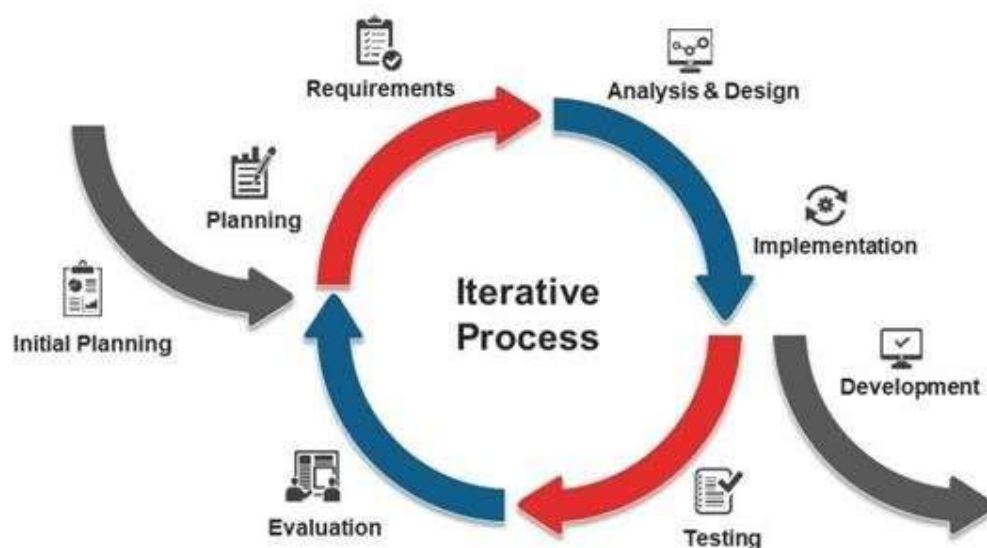 Requirements
Analysis & Design
Planning
Implementation
Iterative
Process
Initial Planning
Development
Evaluation
Testing